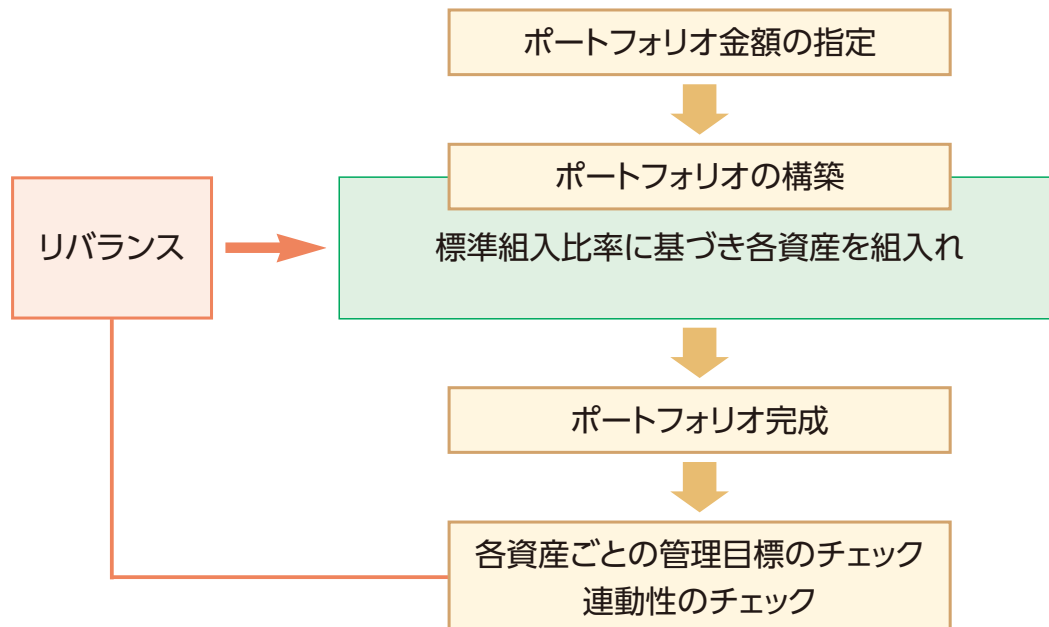 ポートフォリオ金額の指定
ポートフォリオの構築
リバランス
標準組入比率に基づき各資産を組入れ
ポートフォリオ完成
各資産ごとの管理目標のチェック
連動性のチェック